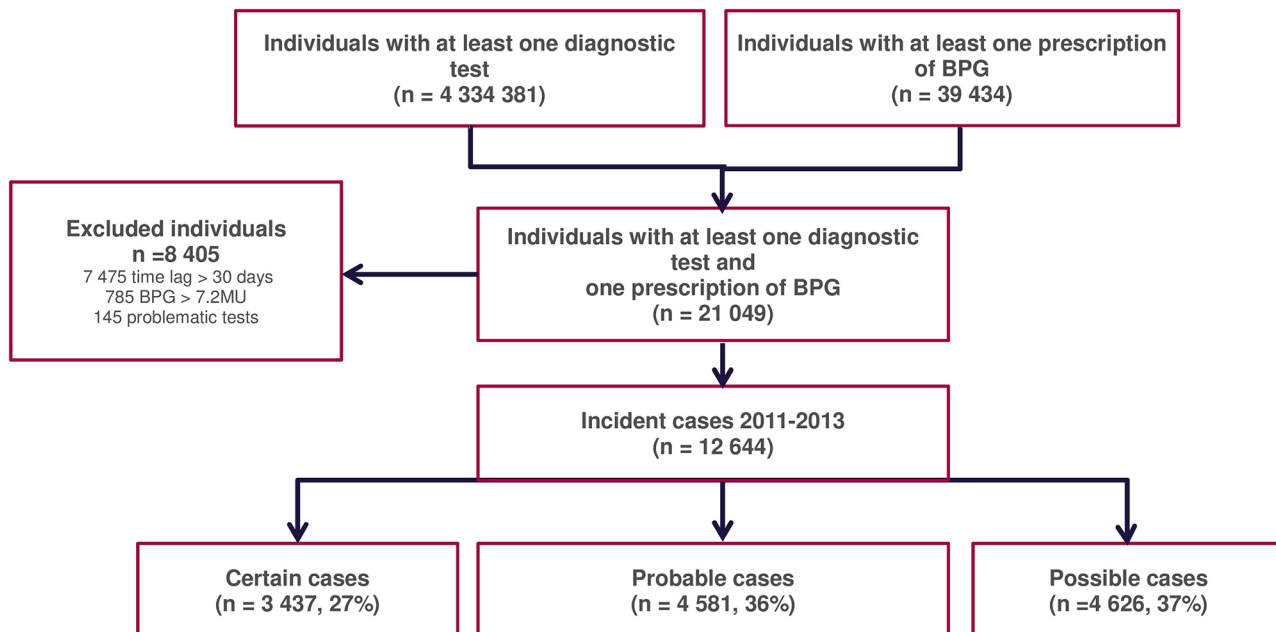 Individuals with at least one diagnostic
test
(n = 4 334 381)
Individuals with at least one prescription
of BPG
(n = 39 434)
Excluded individuals
n =8 405
7 475 time lag > 30 days
785 BPG > 7.2MU
145 problematic tests
Individuals with at least one diagnostic
test and
one prescription of BPG
(n = 21 049)
Incident cases 2011-2013
(n = 12 644)
Certain cases
(n = 3 437, 27%)
Probable cases
(n = 4 581, 36%)
Possible cases
(n =4 626, 37%)